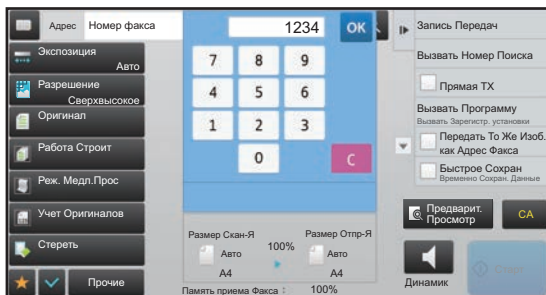 Адрес Номер факса
1234 OK
7 8 9
4 5 6
1 2 3
0 C
Экспозиция
Авто
Разрешение
Сверхвысокое
Оригинал
Работа Строит
Реж. Медл.Прос
Учет Оригиналов
Стереть
Прочие
Размер Скан-Я
Авто
A4
100%
Размер Отпр-Я
Авто
A4
Память приема Факса : 100%
Запись Передач
Вызвать Номер Поиска
Прямая TX
Вызвать Программу
Вызвать Зарегистр. установки
Передать То Же Изоб.
как Адрес Факса
Быстрое Сохран
Временно Сохран. Данные
Предварит.
Просмотр
CA
Динамик
Старт